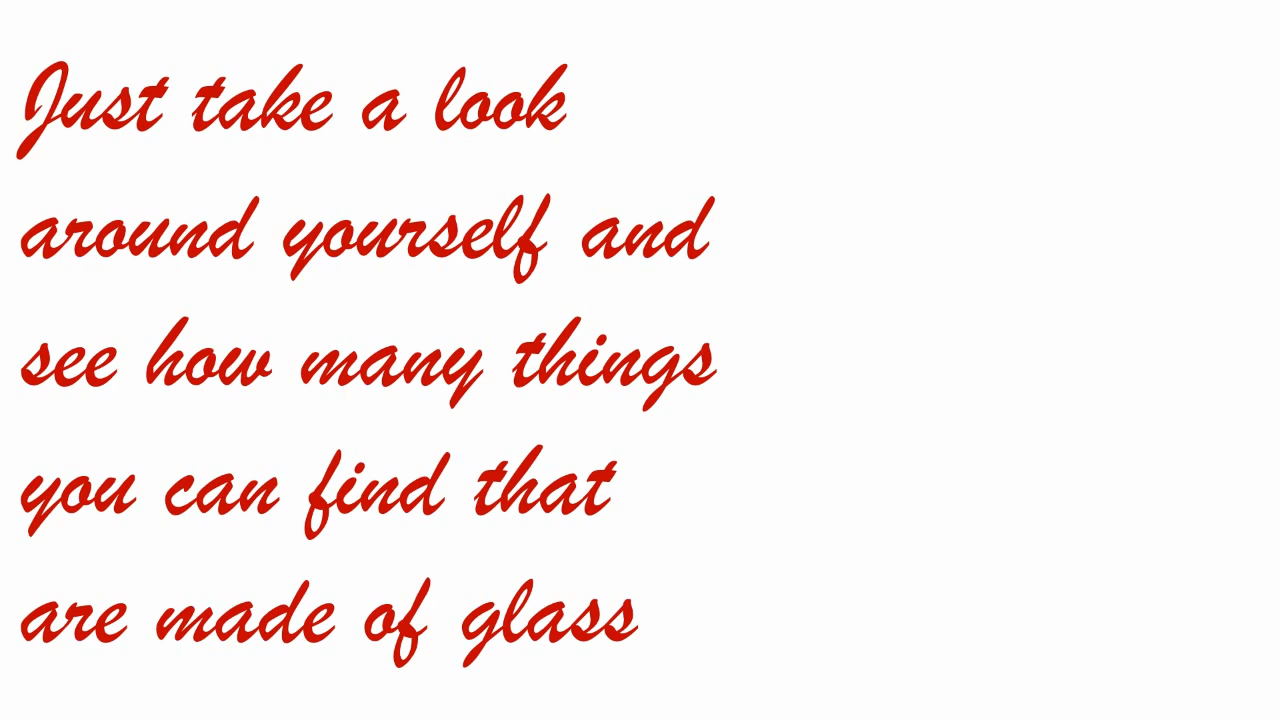 Just take a look
around yourself and
see how many things
you can find that
are made of glass